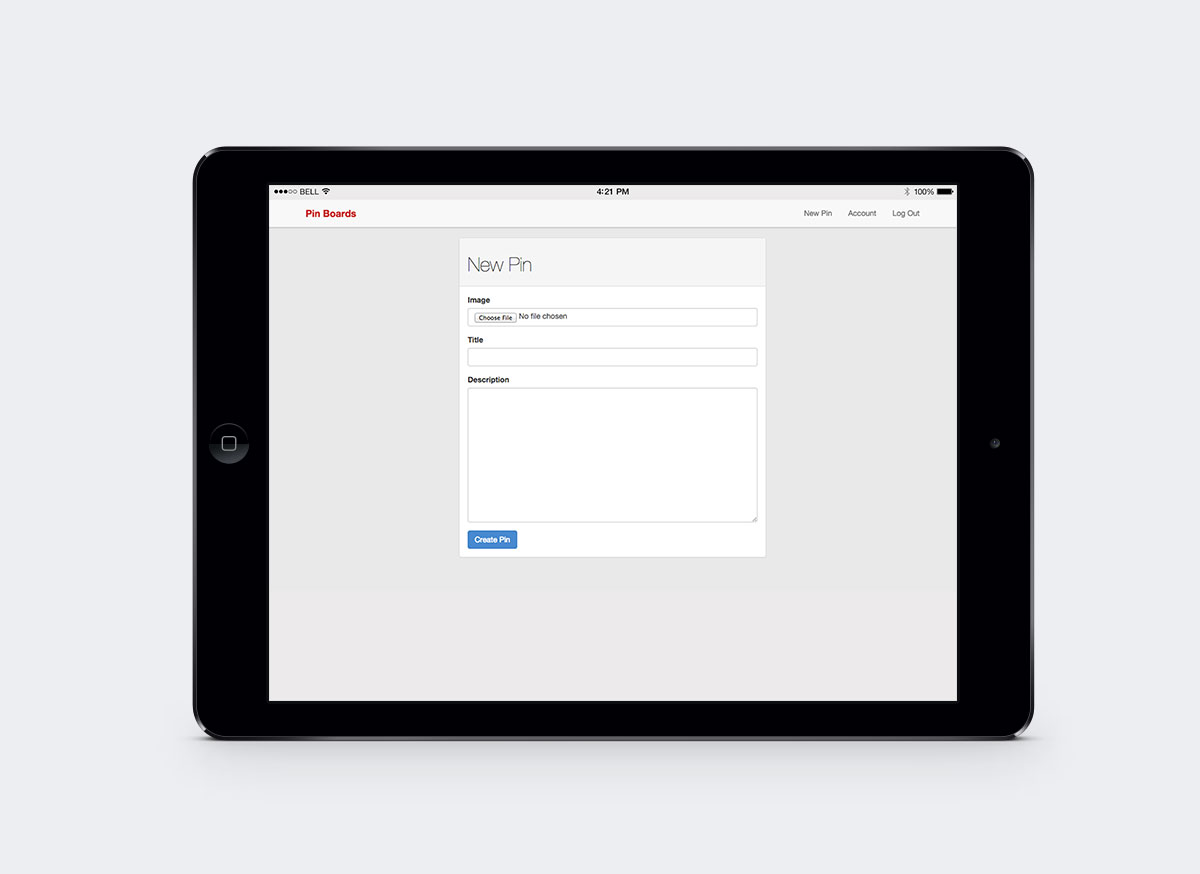 BELL 4:21 PM 100%
Pin Boards New Pin Account Log Out
New Pin
Image
Choose File No file chosen
Title
Description
Create Pin